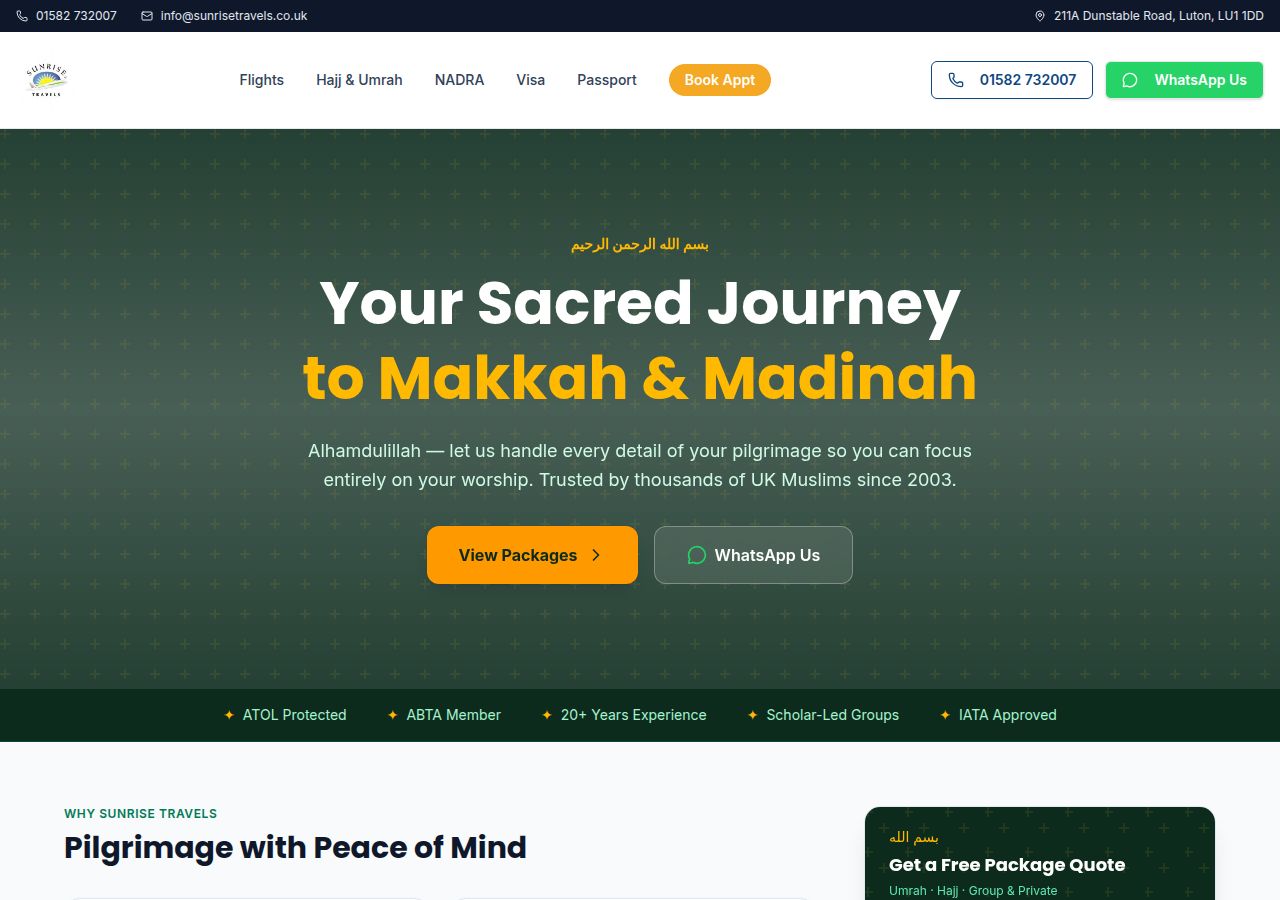 01582 732007
info@sunrisetravels.co.uk
211A Dunstable Road, Luton, LU1 1DD
SUNRISE
TRAVELS
Flights
Hajj & Umrah
NADRA
Visa
Passport
Book Appt
01582 732007
WhatsApp Us
بسم الله الرحمن الرحيم
Your Sacred Journey
to Makkah & Madinah
Alhamdulillah — let us handle every detail of your pilgrimage so you can focus
entirely on your worship. Trusted by thousands of UK Muslims since 2003.
View Packages
WhatsApp Us
ATOL Protected
ABTA Member
20+ Years Experience
Scholar-Led Groups
IATA Approved
WHY SUNRISE TRAVELS
Pilgrimage with Peace of Mind
بسم الله
Get a Free Package Quote
Umrah · Hajj · Group & Private